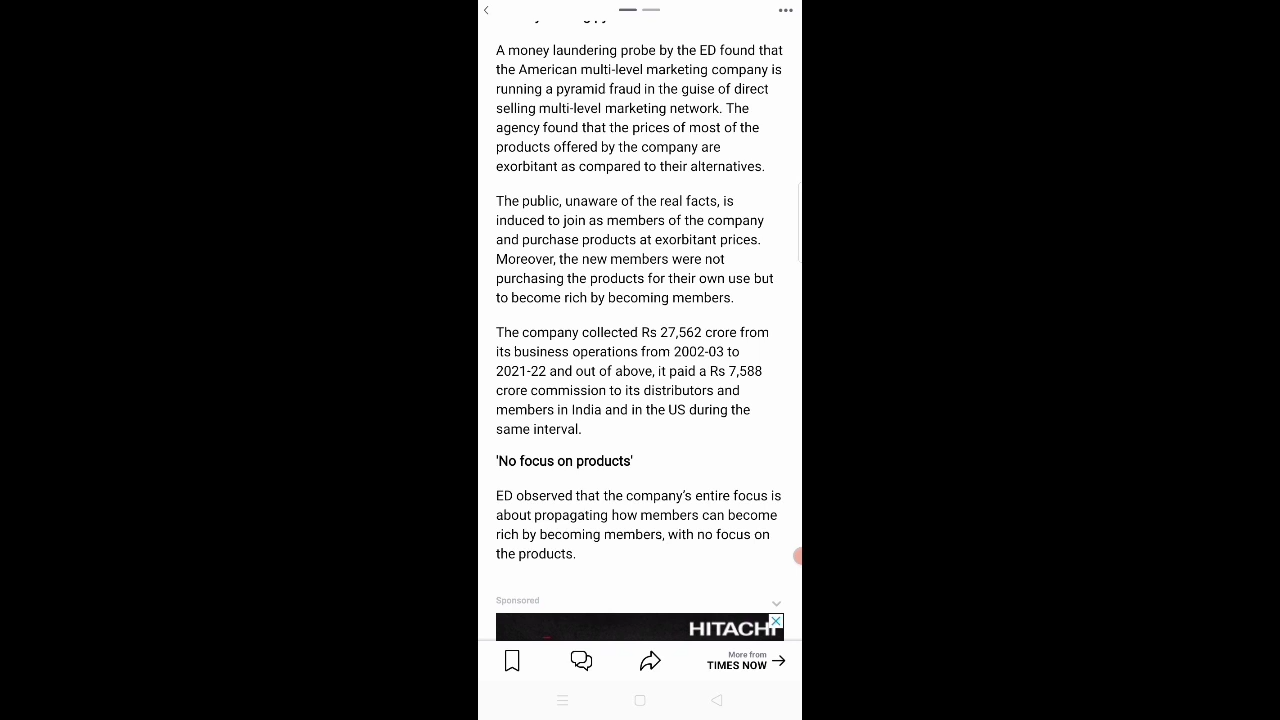 A money laundering probe by the ED found that
the American multi-level marketing company is
running a pyramid fraud in the guise of direct
selling multi-level marketing network. The
agency found that the prices of most of the
products offered by the company are
exorbitant as compared to their alternatives.
The public, unaware of the real facts, is
induced to join as members of the company
and purchase products at exorbitant prices.
Moreover, the new members were not
purchasing the products for their own use but
to become rich by becoming members.
The company collected Rs 27,562 crore from
its business operations from 2002-03 to
2021-22 and out of above, it paid a Rs 7,588
crore commission to its distributors and
members in India and in the US during the
same interval.
'No focus on products'
ED observed that the company's entire focus is
about propagating how members can become
rich by becoming members, with no focus on
the products.
Sponsored
HITACHI
More from
TIMES NOW